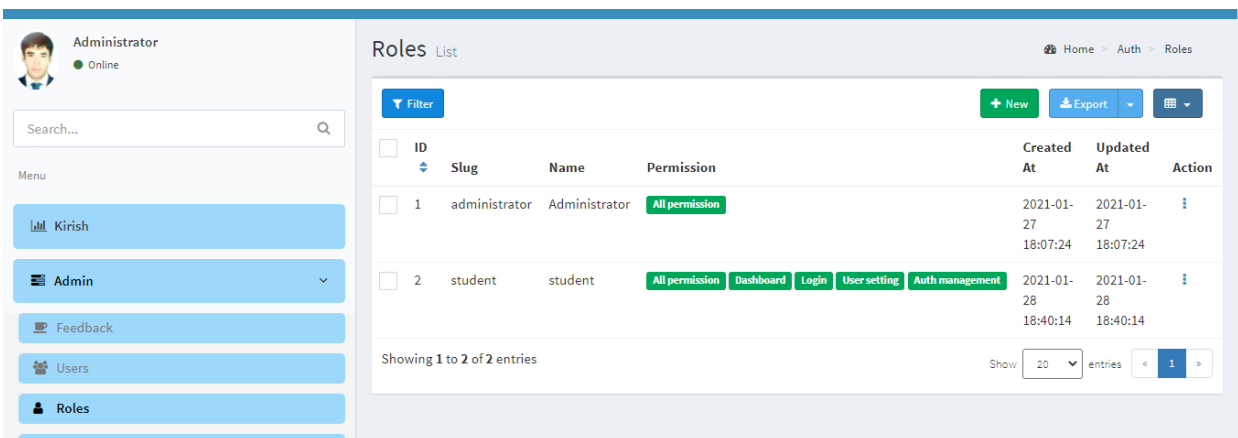 Administrator
Online
Search...
Menu
Kirish
Admin
Feedback
Users
Roles
Roles List
Home > Auth > Roles
Filter
New Export
ID Slug Name Permission Created At Updated At Action
1 administrator Administrator All permission 2021-01-27 18:07:24 2021-01-27 18:07:24
2 student student All permission Dashboard Login User setting Auth management 2021-01-28 18:40:14 2021-01-28 18:40:14
Showing 1 to 2 of 2 entries
Show 20 entries « 1 »